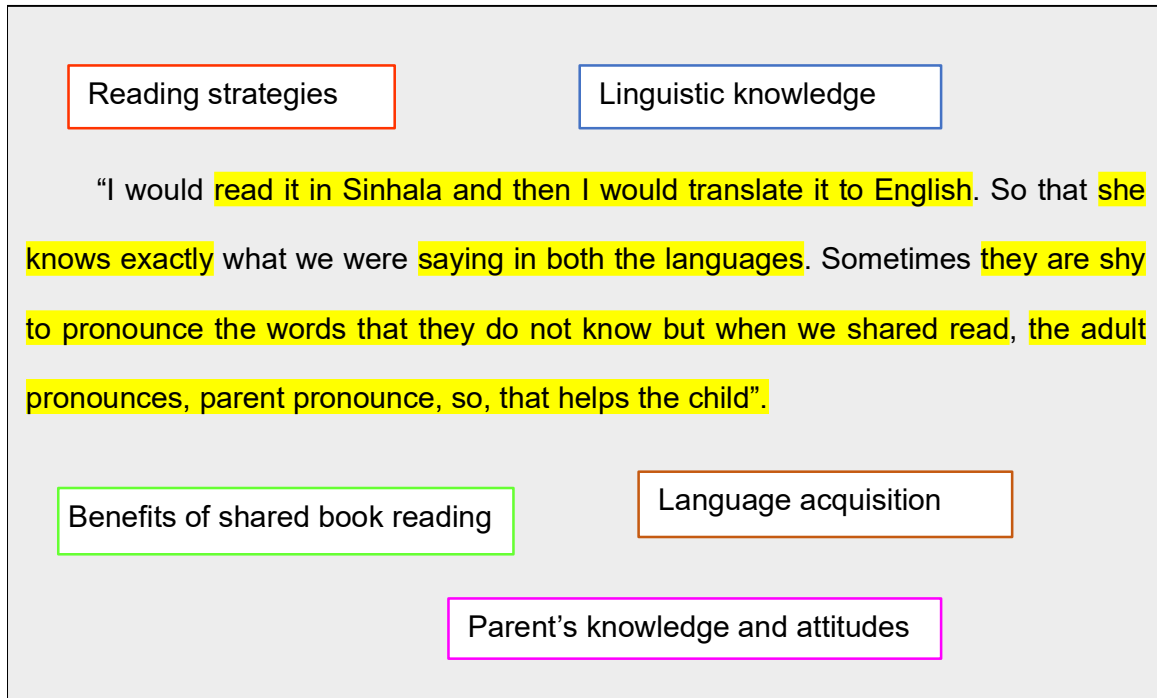 Reading strategies
Linguistic knowledge
“I would read it in Sinhala and then I would translate it to English. So that she
knows exactly what we were saying in both the languages. Sometimes they are shy
to pronounce the words that they do not know but when we shared read, the adult
pronounces, parent pronounce, so, that helps the child”.
Benefits of shared book reading
Language acquisition
Parent’s knowledge and attitudes